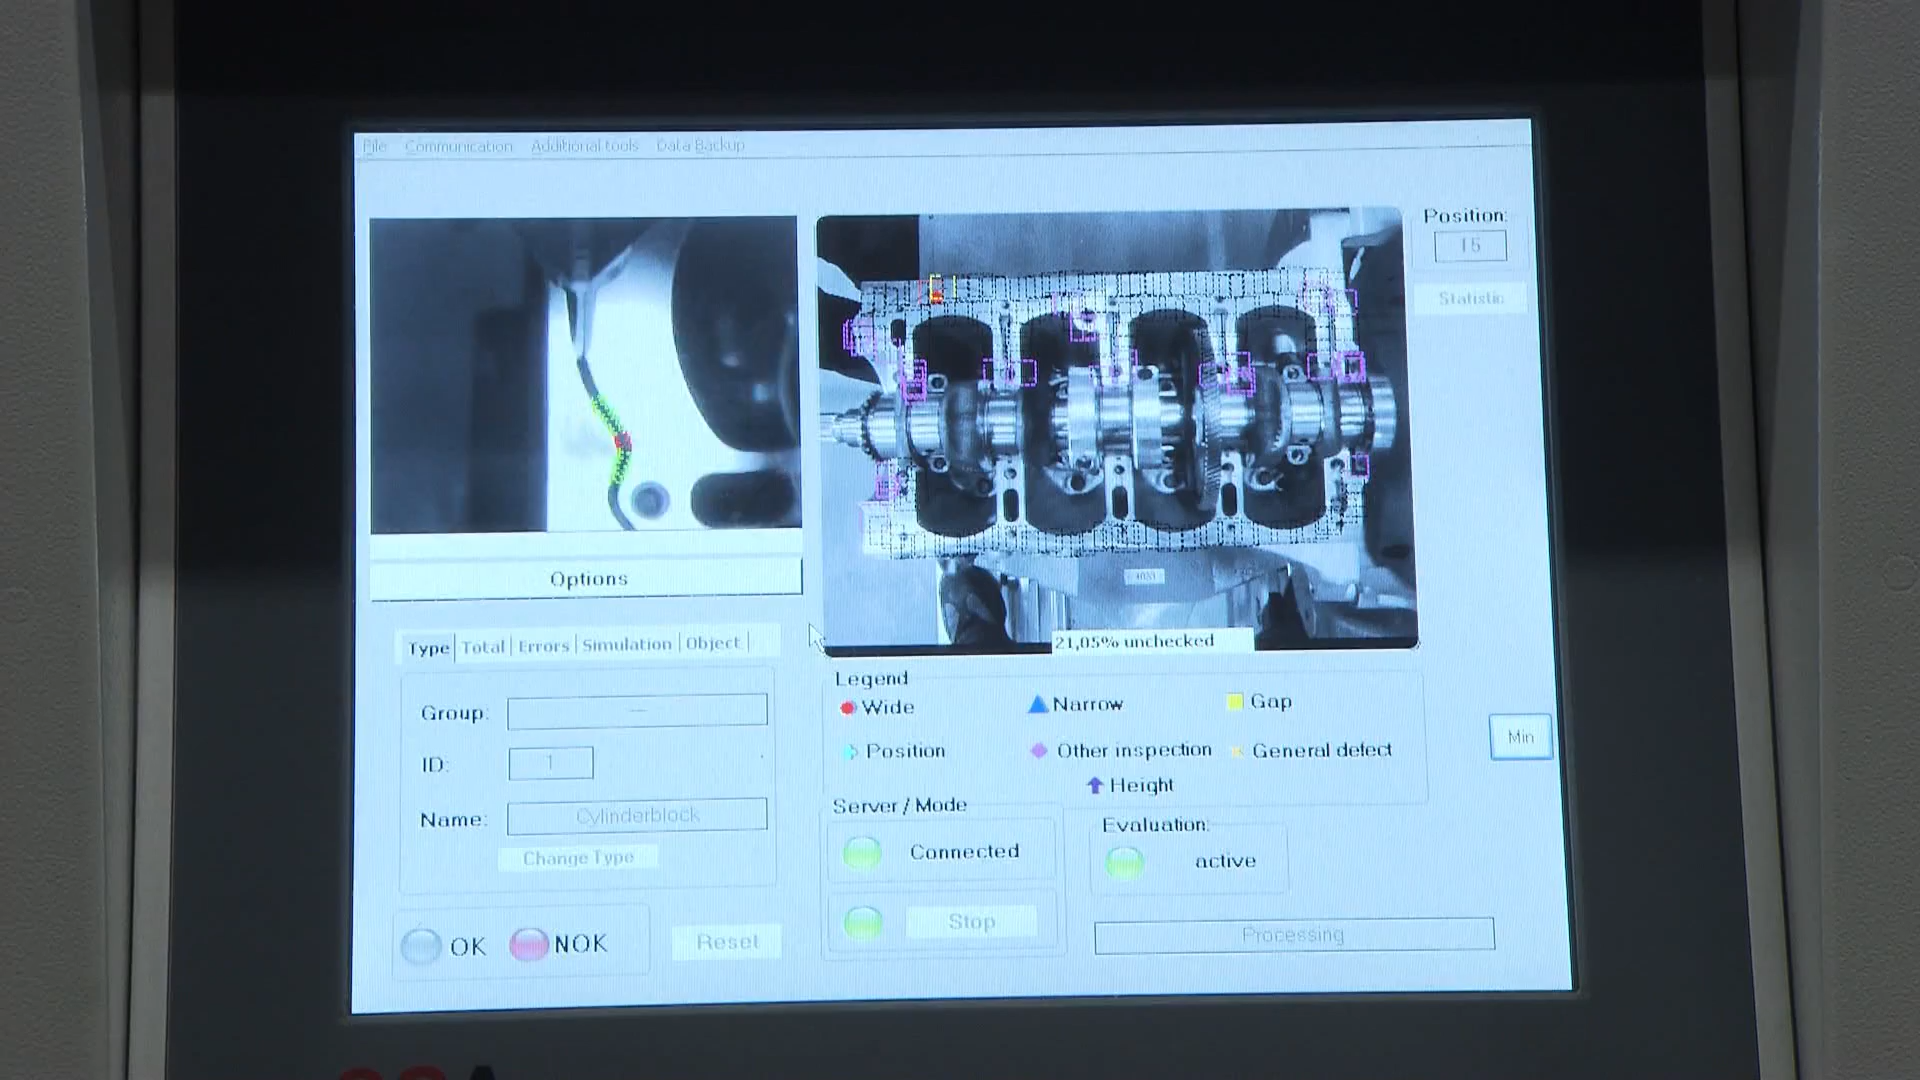 File Communication Additional tools Data Backup
Position:
15
Statistic
Options
21,05% unchecked
Type Total Errors Simulation Object
Legend
Wide Narrow Gap
Position Other inspection General defect
Height
Group:
ID: 1
Name: Cylinderblock
Change Type
Min
Server / Mode
Connected
Stop
Evaluation:
active
Processing
OK NOK Reset